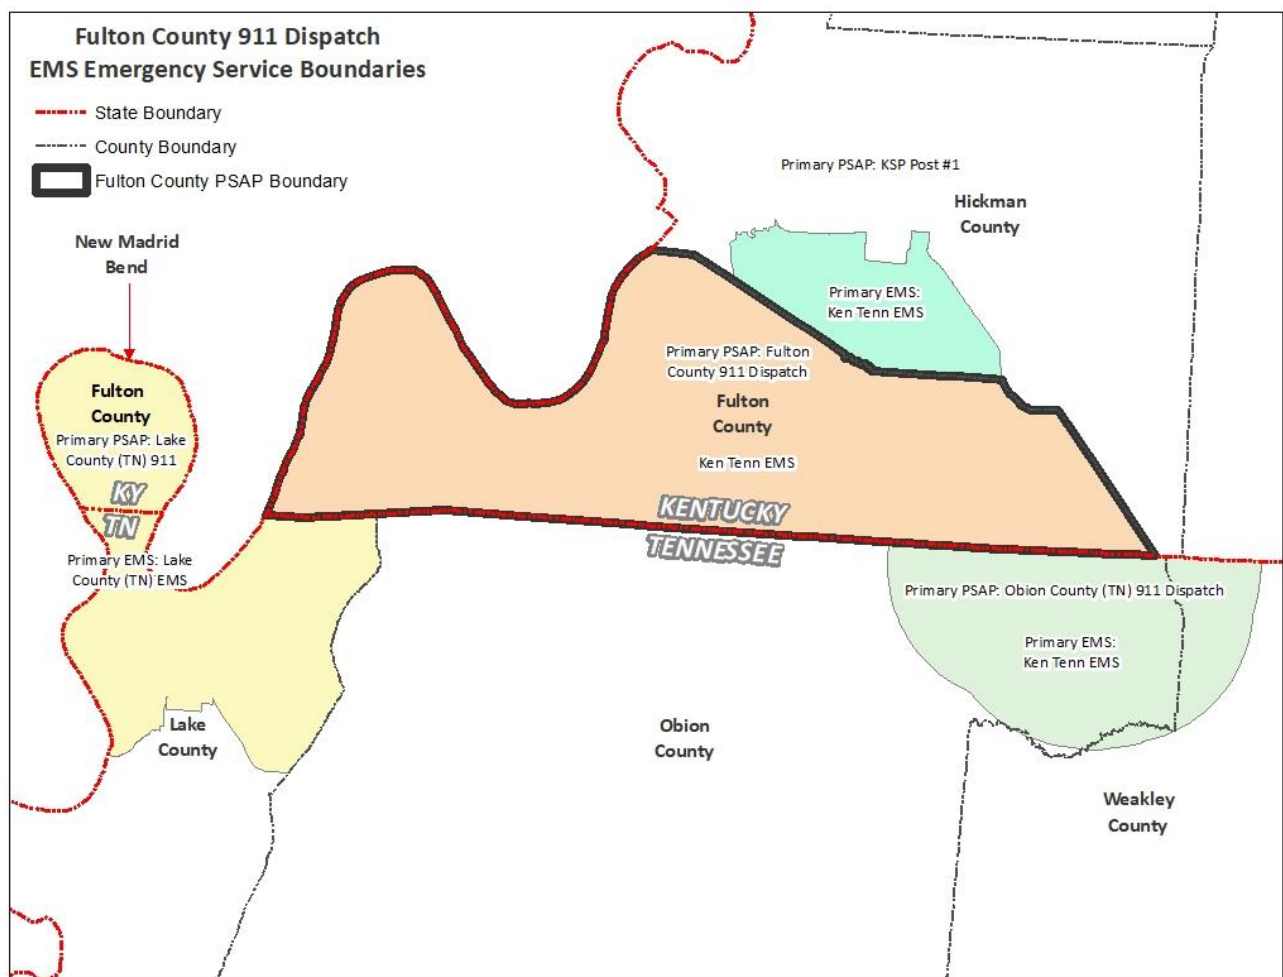 Fulton County 911 Dispatch
EMS Emergency Service Boundaries
State Boundary
County Boundary
Fulton County PSAP Boundary
New Madrid
Bend
Fulton
County
Primary PSAP: Lake
County (TN) 911
KY
TN
Primary EMS: Lake
County (TN) EMS
Lake
County
Primary PSAP: KSP Post #1
Hickman
County
Primary EMS:
Ken Tenn EMS
Primary PSAP: Fulton
County 911 Dispatch
Fulton
County
Ken Tenn EMS
KENTUCKY
TENNESSEE
Primary PSAP: Obion County (TN) 911 Dispatch
Primary EMS:
Ken Tenn EMS
Obion
County
Weakley
County